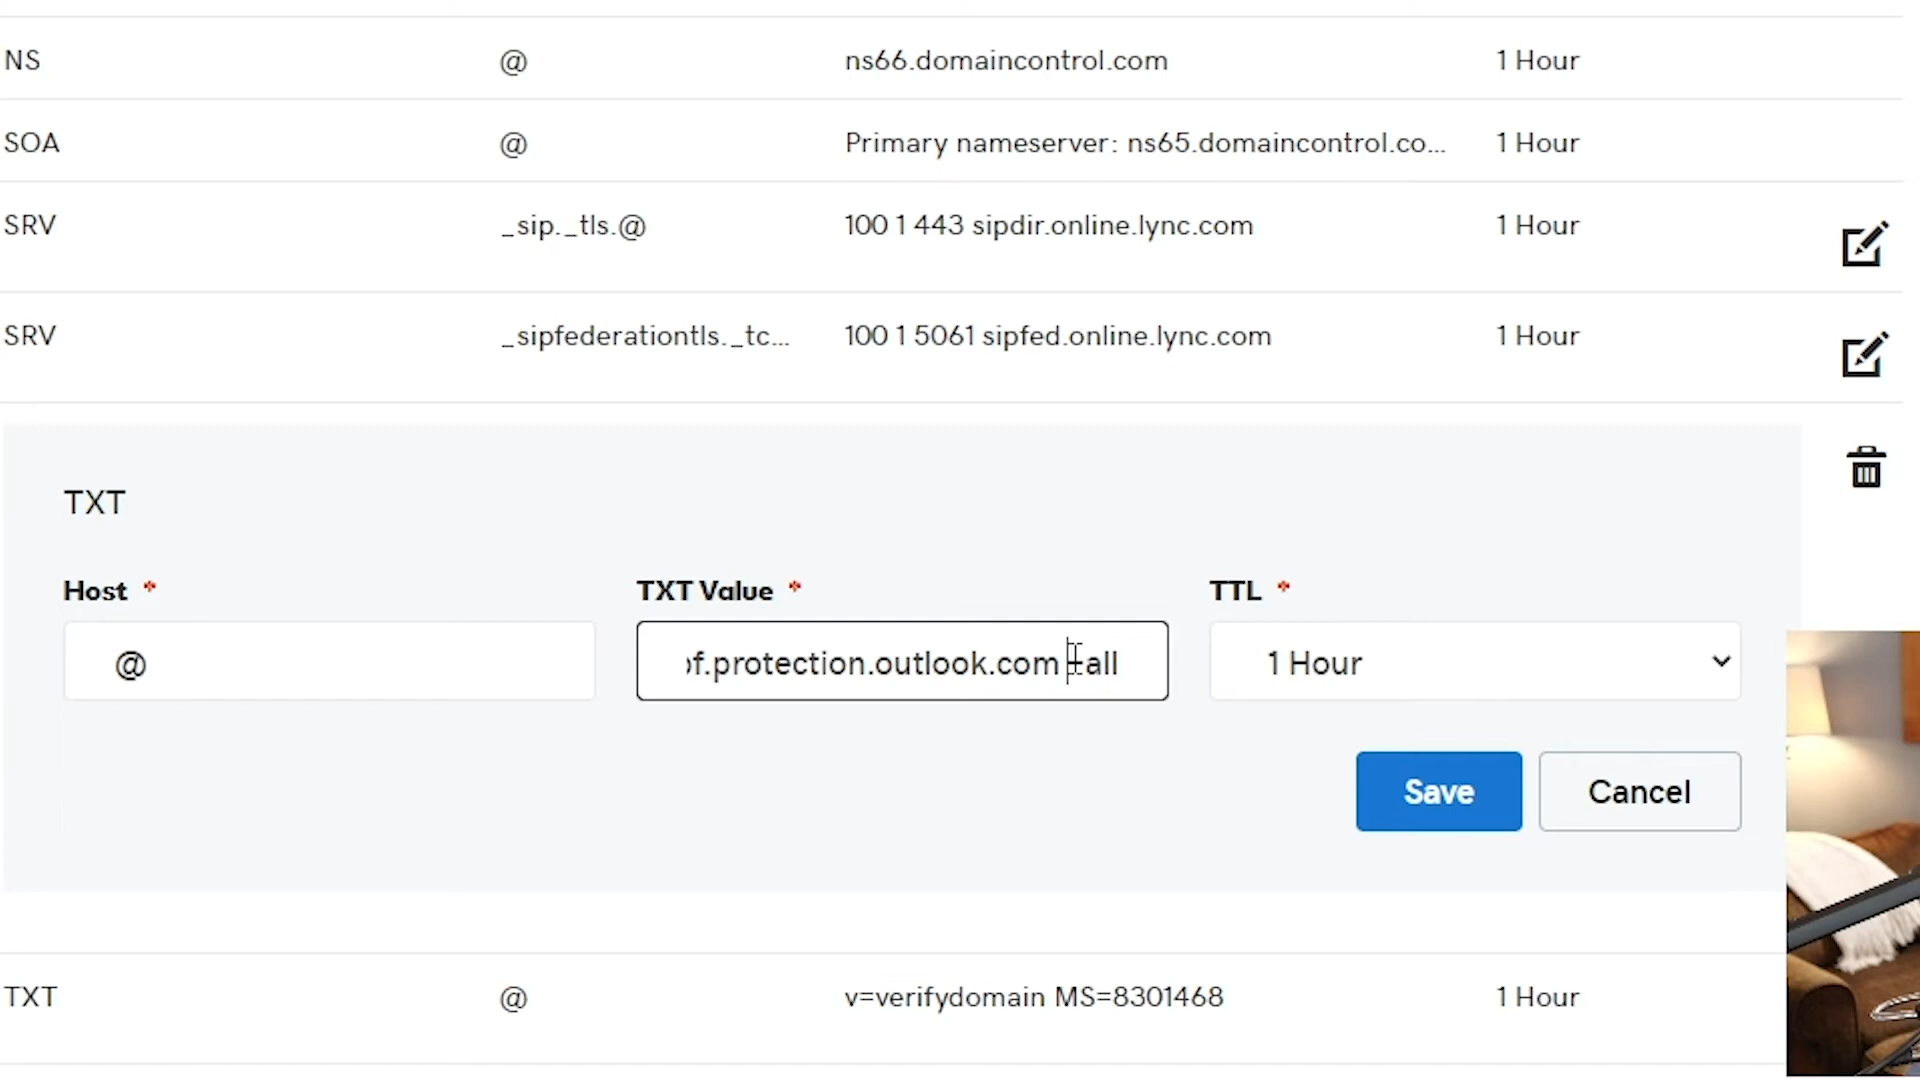 NS @ ns66.domaincontrol.com 1 Hour
SOA @ Primary nameserver: ns65.domaincontrol.co... 1 Hour
SRV _sip._tls.@ 100 1 443 sipdir.online.lync.com 1 Hour
SRV _sipfederationtls._tc... 100 1 5061 sipfed.online.lync.com 1 Hour
TXT
Host * TXT Value * TTL *
@ pf.protection.outlook.com -all 1 Hour
Save Cancel
TXT @ v=verifydomain MS=8301468 1 Hour